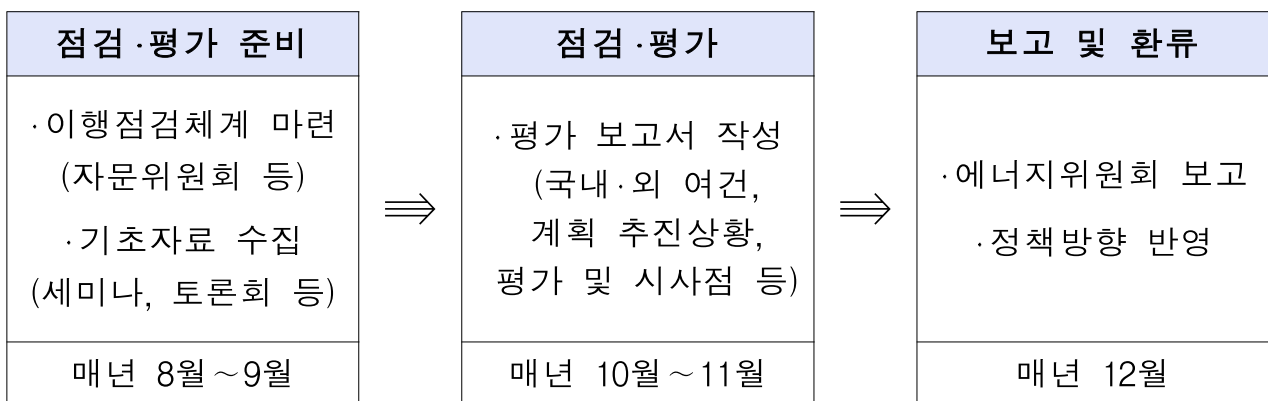 점검·평가 준비
·이행점검체계 마련
(자문위원회 등)
·기초자료 수집
(세미나, 토론회 등)
매년 8월~9월
⇒
점검·평가
·평가 보고서 작성
(국내·외 여건,
계획 추진상황,
평가 및 시사점 등)
매년 10월~11월
⇒
보고 및 환류
·에너지위원회 보고
·정책방향 반영
매년 12월